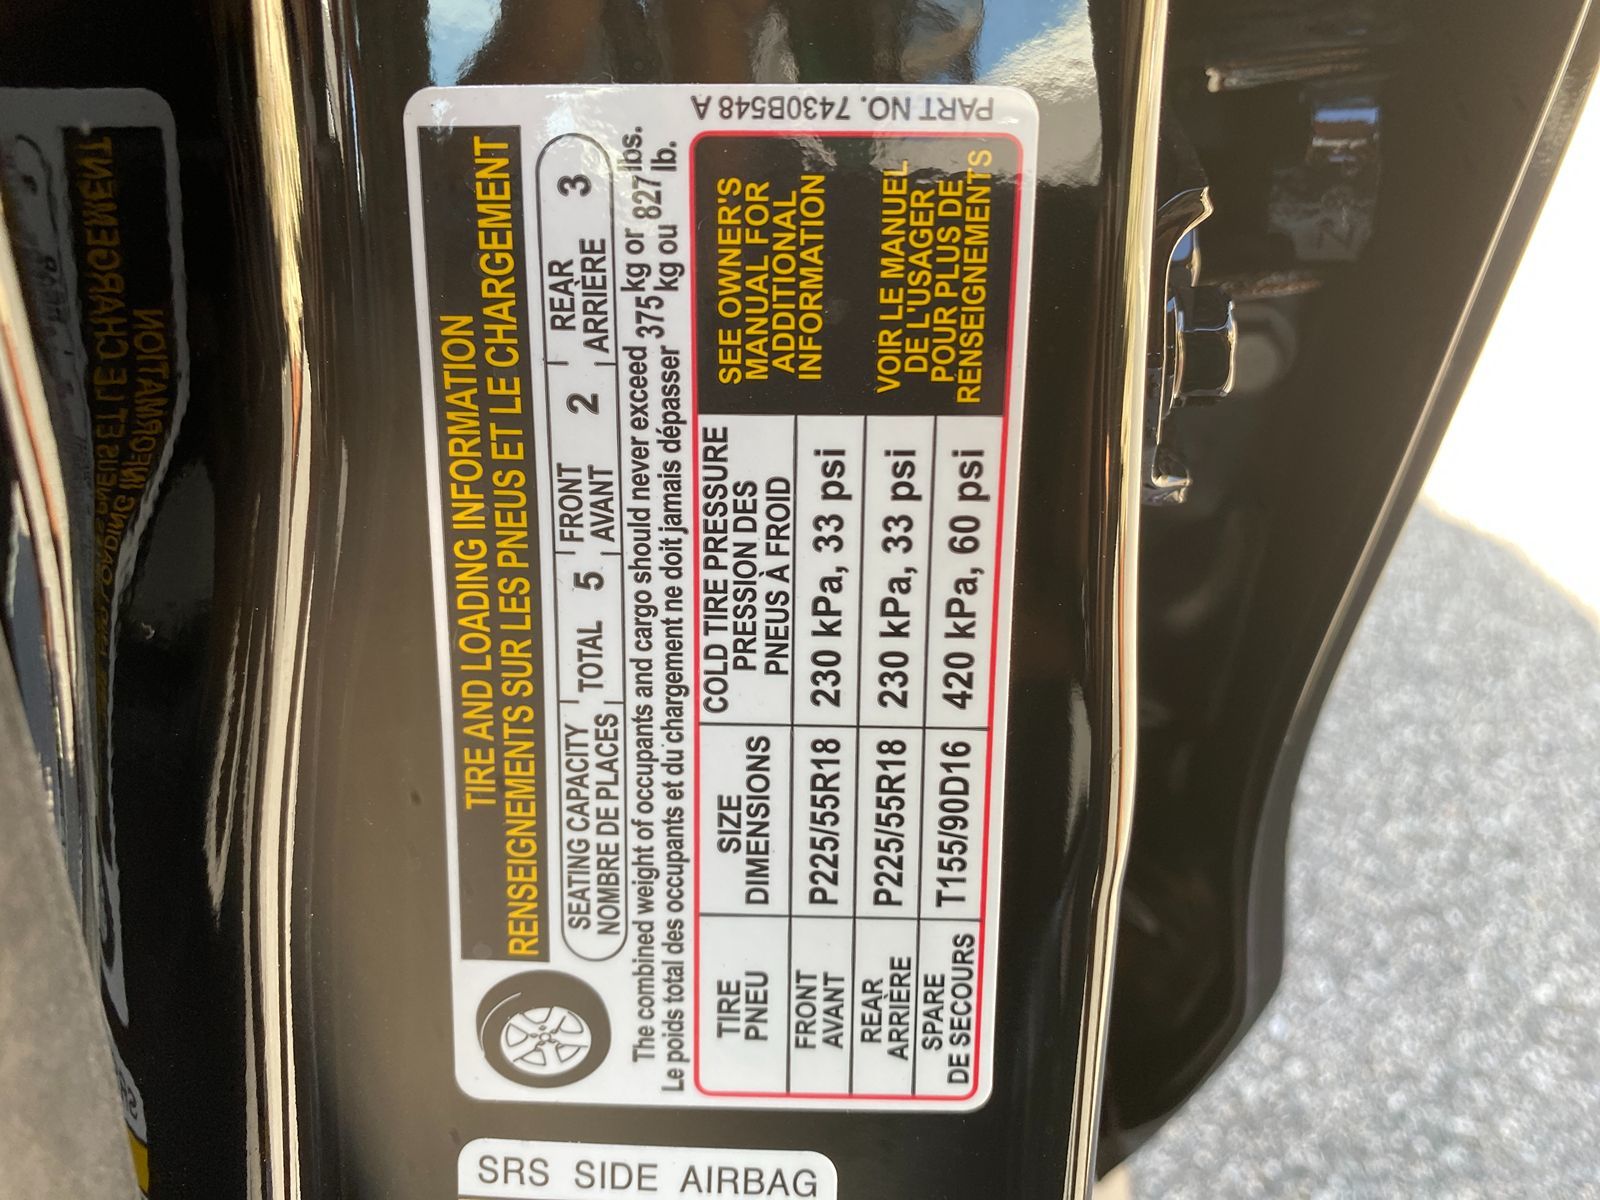 TIRE AND LOADING INFORMATION
RENSEIGNEMENTS SUR LES PNEUS ET LE CHARGEMENT
SEATING CAPACITY
NOMBRE DE PLACES
TOTAL 5
FRONT
AVANT
2
REAR
ARRIÈRE
3
The combined weight of occupants and cargo should never exceed 375 kg or 827 lbs.
Le poids total des occupants et du chargement ne doit jamais dépasser 375 kg ou 827 lb.
TIRE
PNEU
SIZE
DIMENSIONS
COLD TIRE PRESSURE
PRESSION DES
PNEUS À FROID
FRONT
AVANT
P225/55R18
230 kPa, 33 psi
REAR
ARRIÈRE
P225/55R18
230 kPa, 33 psi
SPARE
DE SECOURS
T155/90D16
420 kPa, 60 psi
SEE OWNER'S
MANUAL FOR
ADDITIONAL
INFORMATION
VOIR LE MANUEL
DE L'USAGER
POUR PLUS DE
RENSEIGNEMENTS
PART NO. 7430B548 A
SRS SIDE AIRBAG